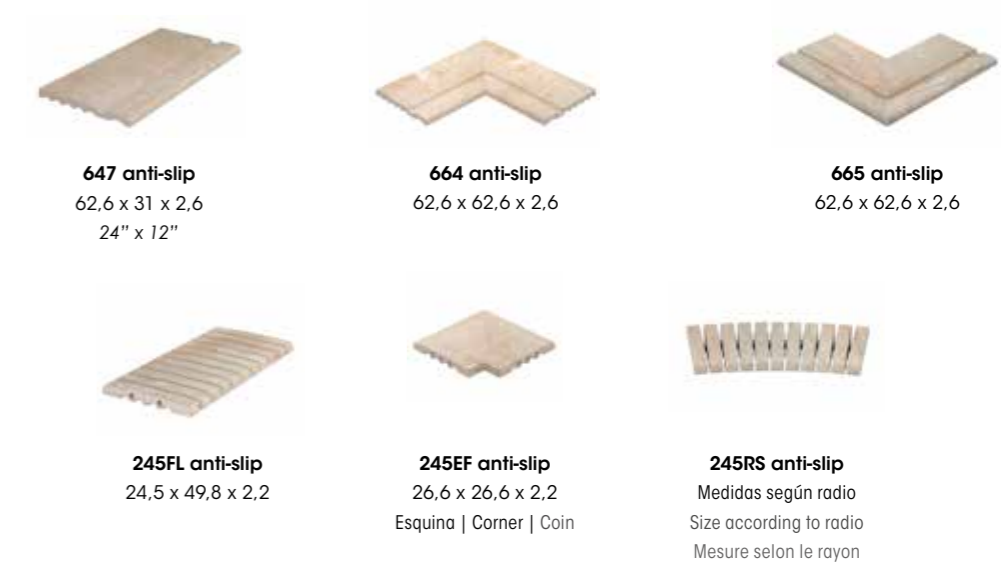 647 anti-slip
62,6 x 31 x 2,6
24” x 12”
664 anti-slip
62,6 x 62,6 x 2,6
665 anti-slip
62,6 x 62,6 x 2,6
245FL anti-slip
24,5 x 49,8 x 2,2
245EF anti-slip
26,6 x 26,6 x 2,2
Esquina | Corner | Coin
245RS anti-slip
Medidas según radio
Size according to radio
Mesure selon le rayon